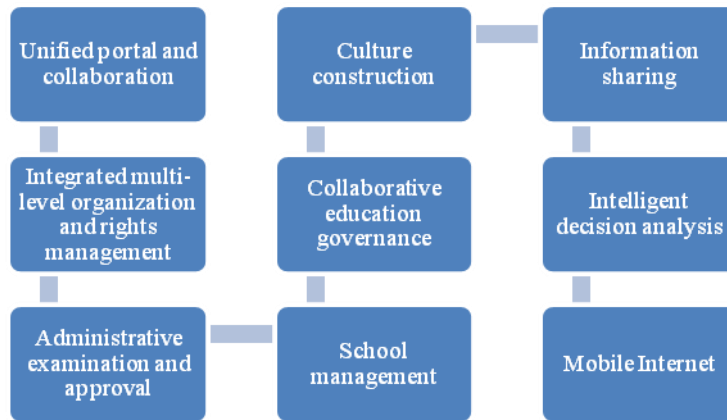 Unified portal and
collaboration
Integrated multi-
level organization
and rights
management
Administrative
examination and
approval
School
management
Collaborative
education
governance
Culture
construction
Information
sharing
Intelligent
decision analysis
Mobile Internet